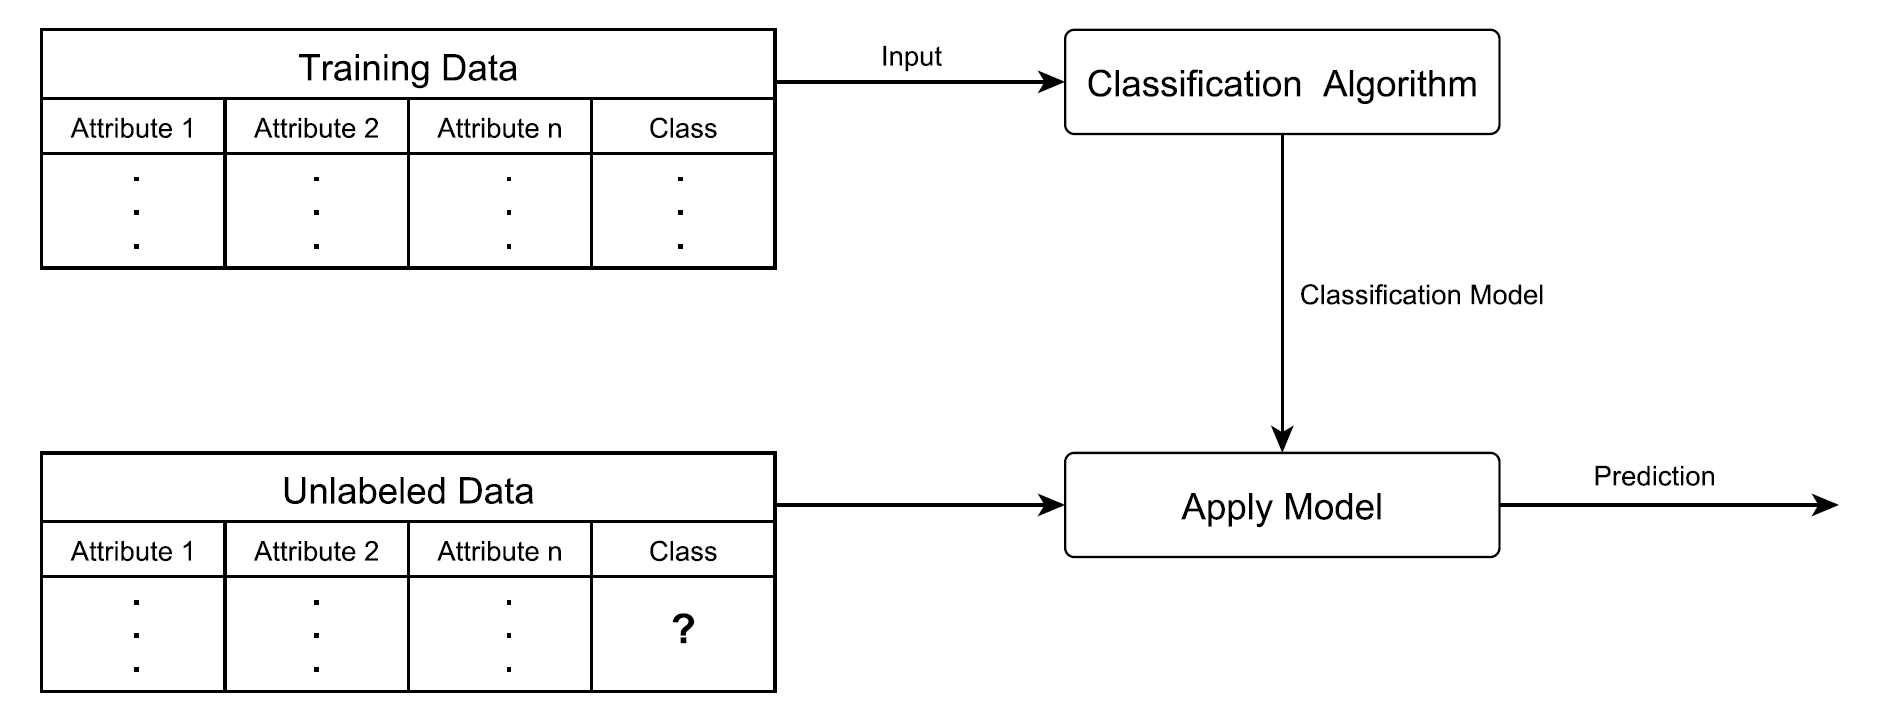 Training Data
Input
Classification Algorithm
Attribute 1
Attribute 2
Attribute n
Class
Classification Model
Unlabeled Data
Apply Model
Prediction
Attribute 1
Attribute 2
Attribute n
Class
?